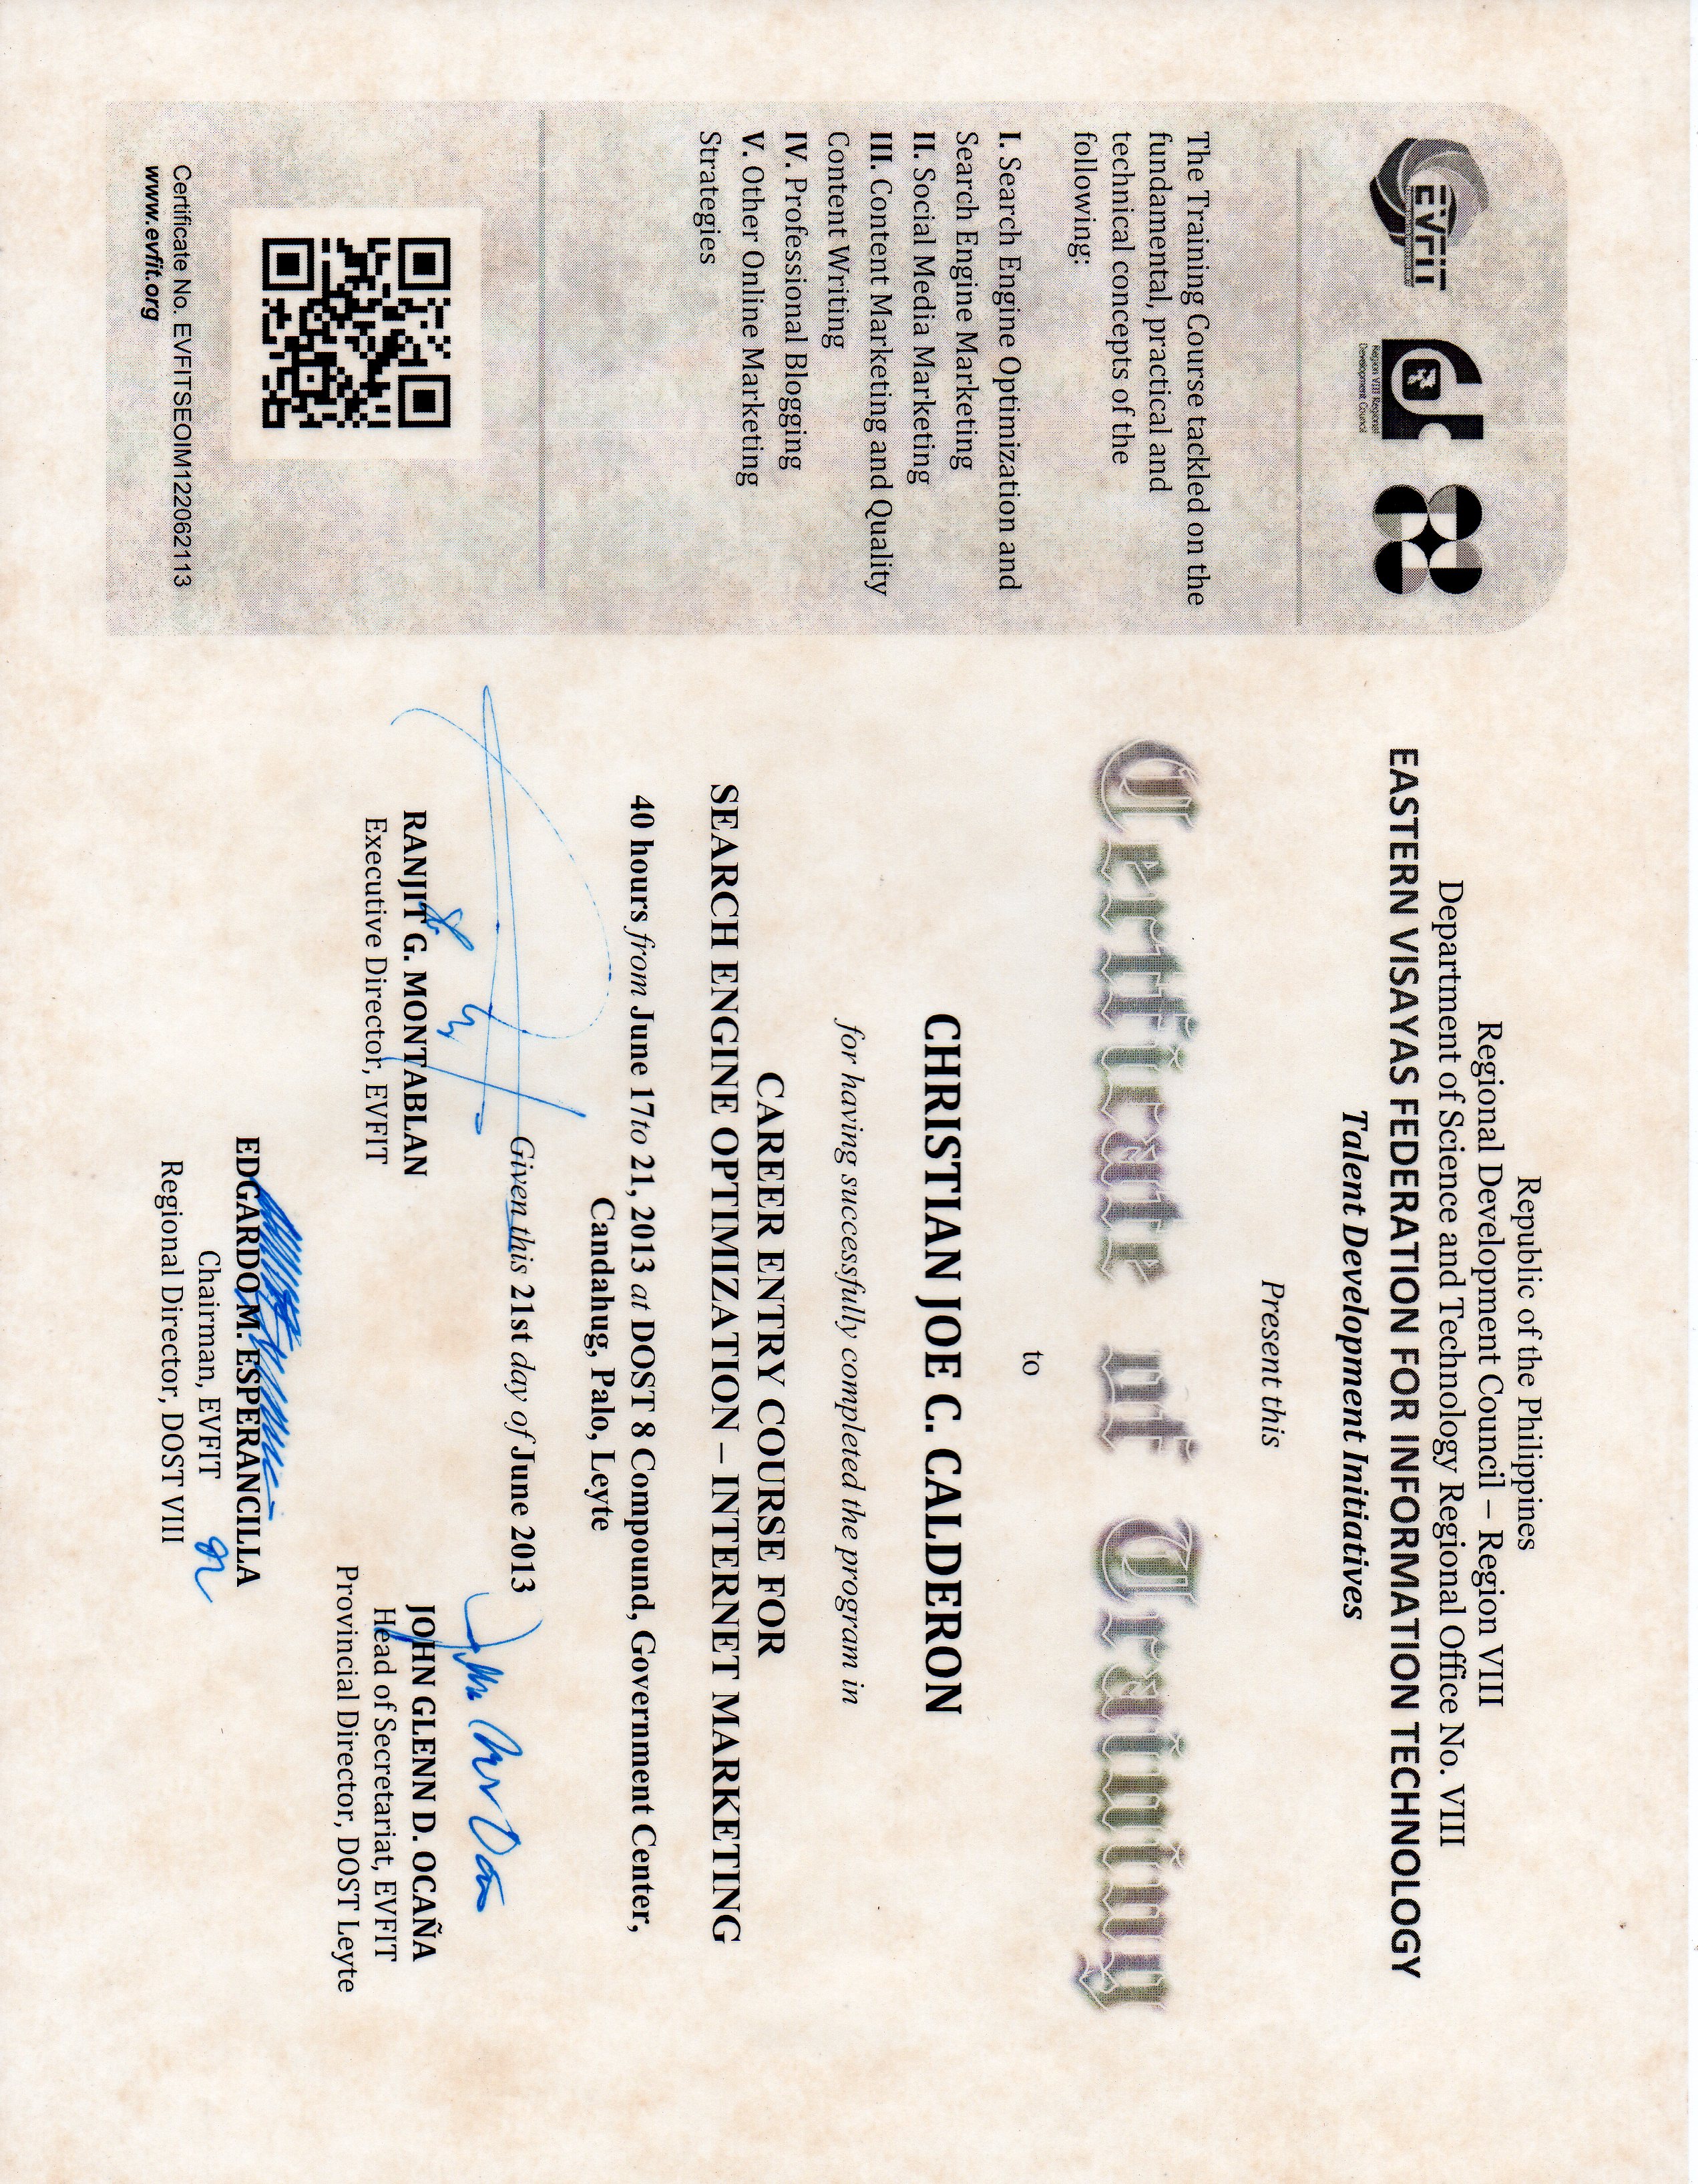 EVFIT
EASTERN VISAYAS FEDERATION FOR IT
Region VIII Regional
Development Council
The Training Course tackled on the
fundamental, practical and
technical concepts of the
following:
I. Search Engine Optimization and
Search Engine Marketing
II. Social Media Marketing
III. Content Marketing and Quality
Content Writing
IV. Professional Blogging
V. Other Online Marketing
Strategies
Certificate No. EVFITSEOIM122062113
www.evfit.org
Republic of the Philippines
Regional Development Council – Region VIII
Department of Science and Technology Regional Office No. VIII
EASTERN VISAYAS FEDERATION FOR INFORMATION TECHNOLOGY
Talent Development Initiatives
Present this
Certficate of Training
to
CHRISTIAN JOE C. CALDERON
for having successfully completed the program in
CAREER ENTRY COURSE FOR
SEARCH ENGINE OPTIMIZATION – INTERNET MARKETING
40 hours from June 17to 21, 2013 at DOST 8 Compound, Government Center,
Candahug, Palo, Leyte
Given this 21st day of June 2013
RANJIT G. MONTABLAN
Executive Director, EVFIT
JOHN GLENN D. OCAÑA
Head of Secretariat, EVFIT
Provincial Director, DOST Leyte
EDGARDO M. ESPERANCILLA
Chairman, EVFIT
Regional Director, DOST VIII